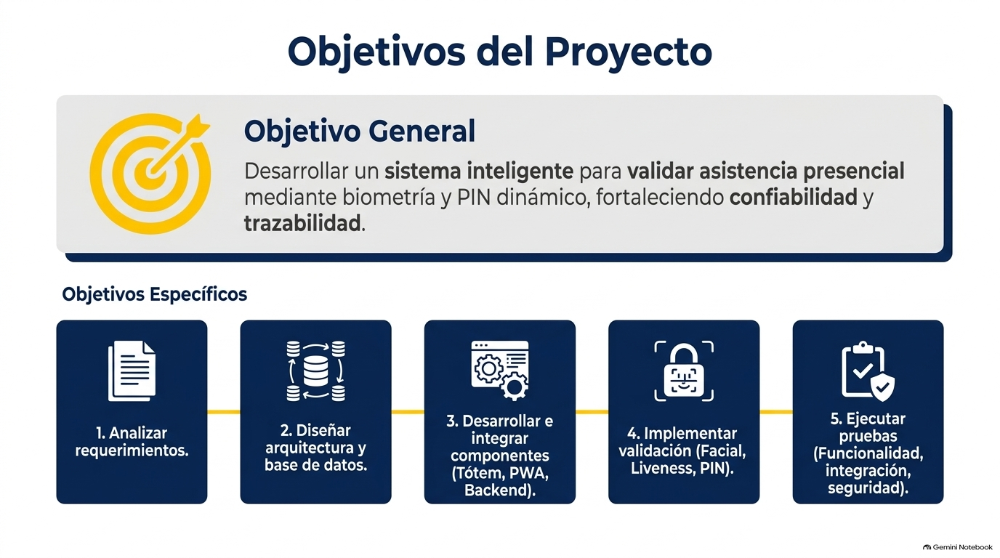 Objetivos del Proyecto
Objetivo General
Desarrollar un sistema inteligente para validar asistencia presencial
mediante biometría y PIN dinámico, fortaleciendo confiabilidad y
trazabilidad.
Objetivos Específicos
1. Analizar
requerimientos.
2. Diseñar
arquitectura y
base de datos.
3. Desarrollar e
integrar
componentes
(Tótem, PWA,
Backend).
4. Implementar
validación (Facial,
Liveness, PIN).
5. Ejecutar
pruebas
(Funcionalidad,
integración,
seguridad).
Gemini Notebook